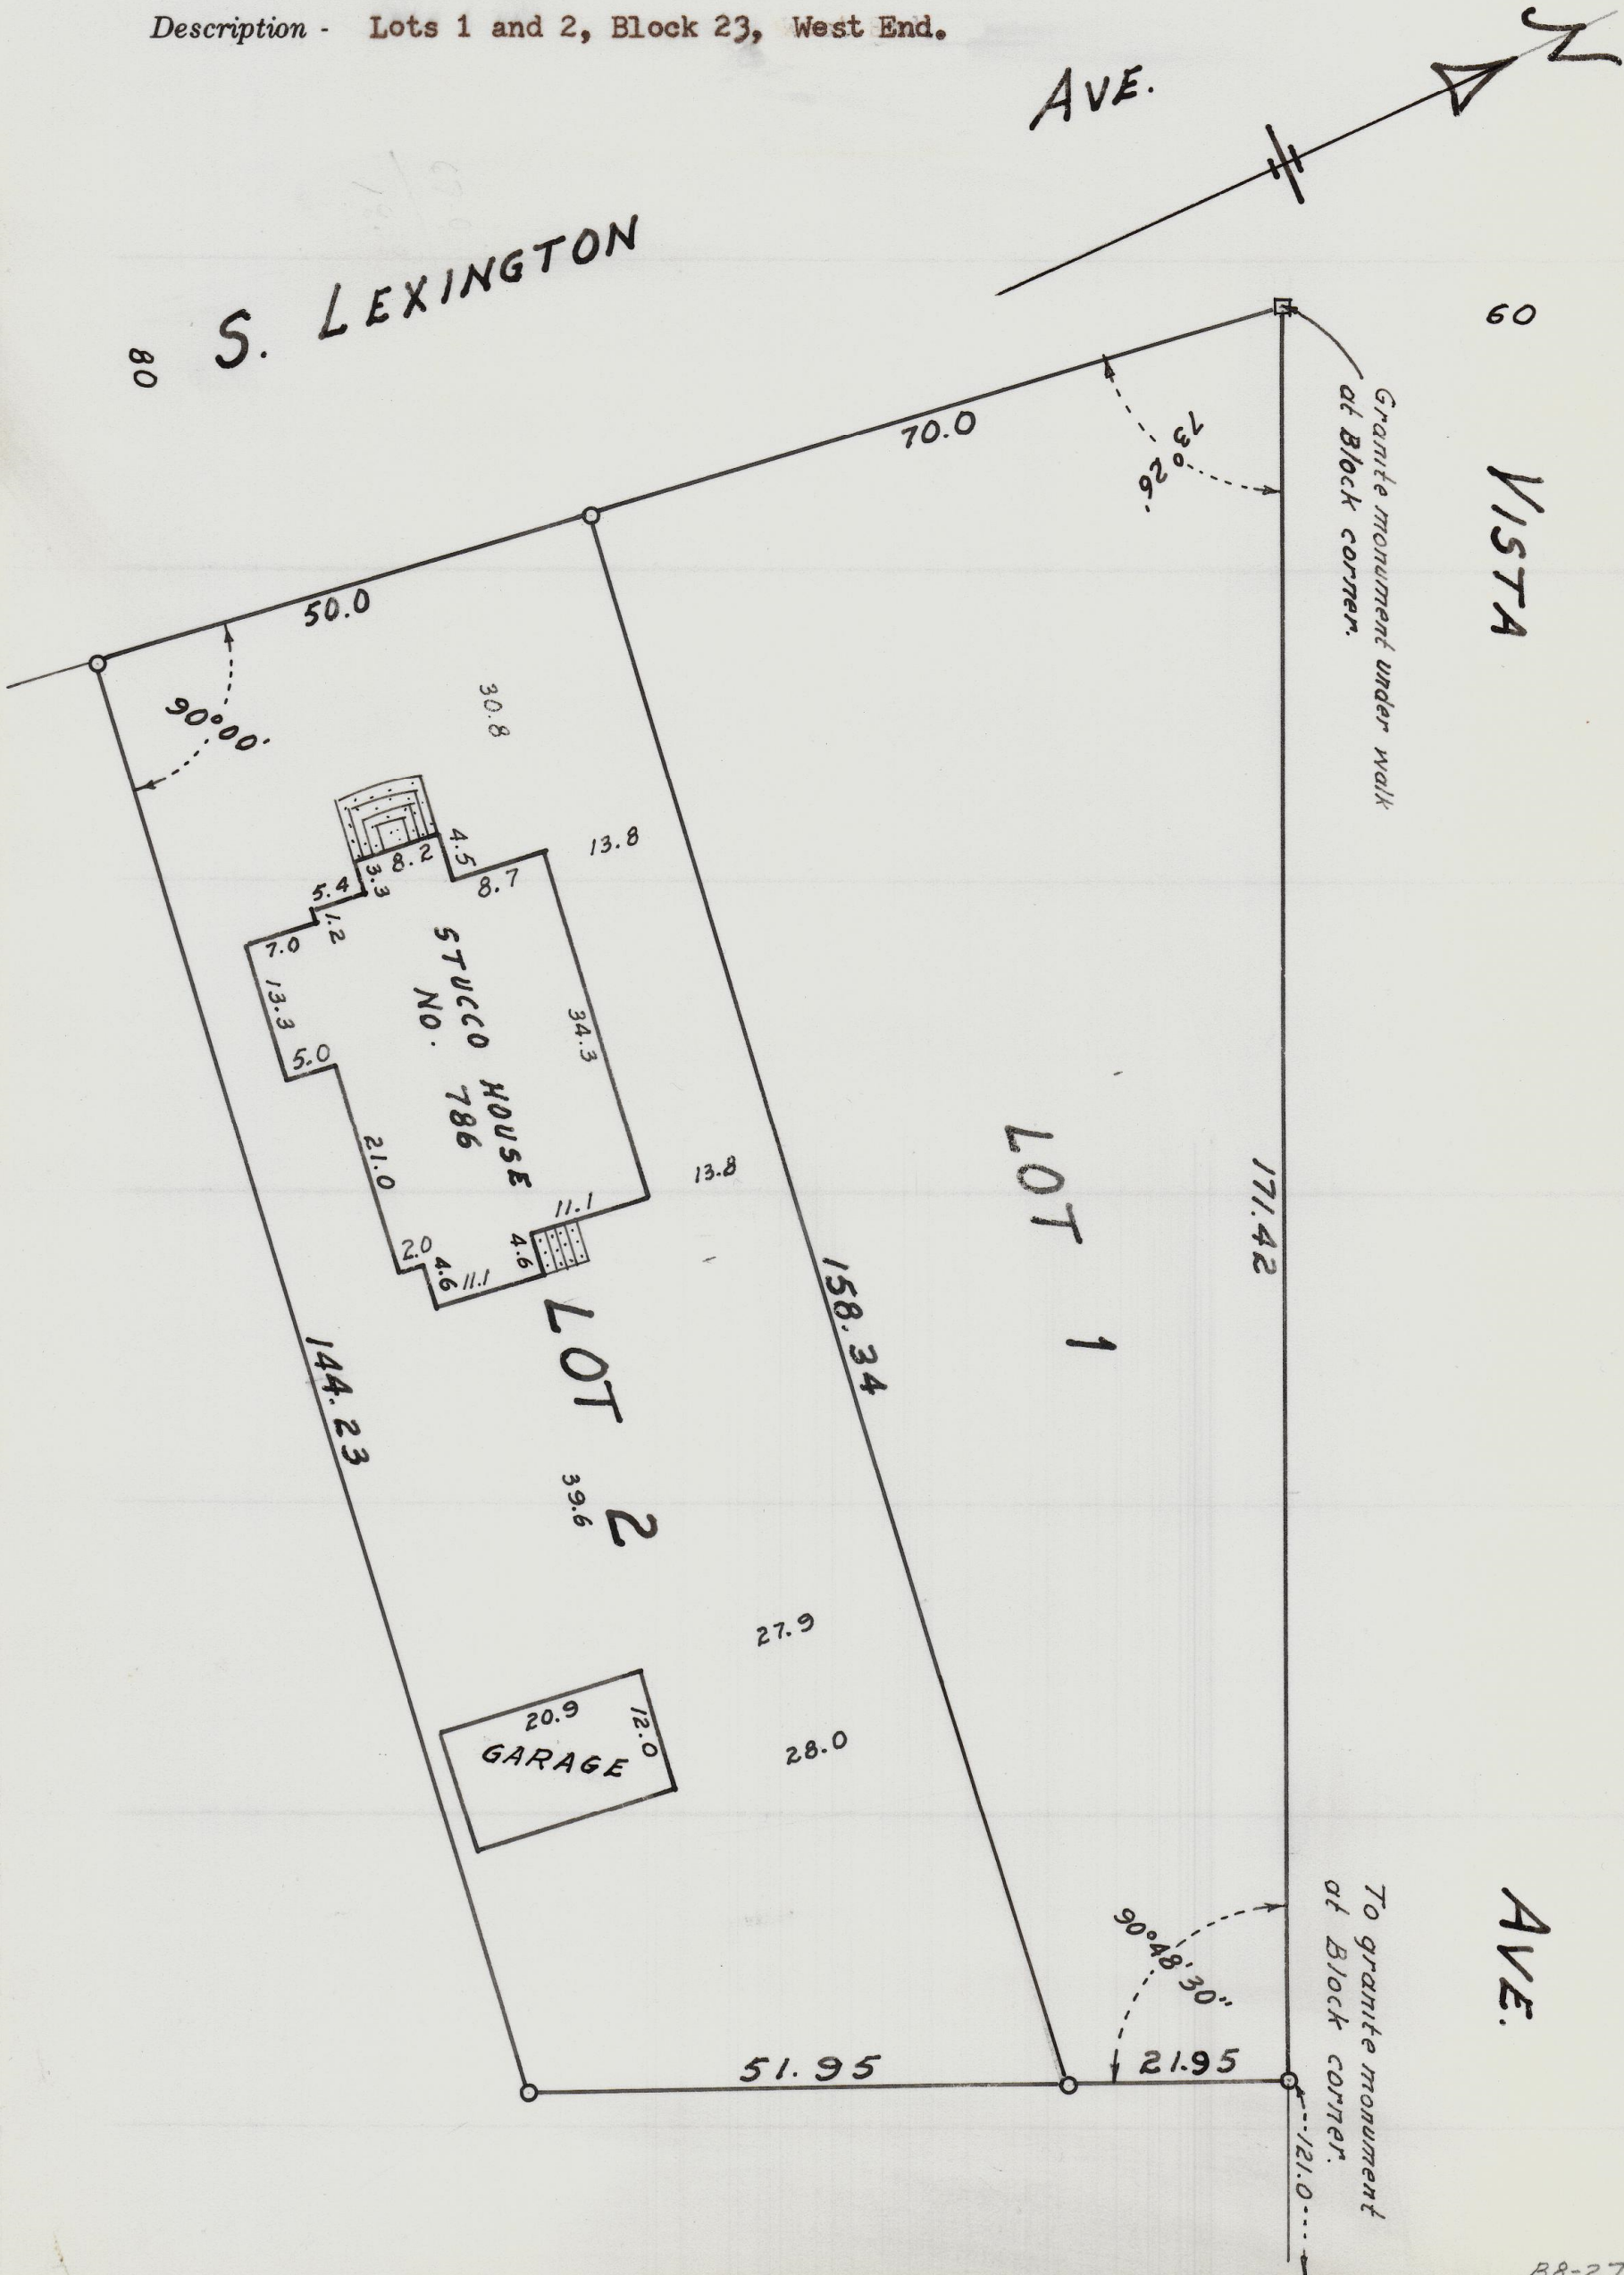 Description - Lots 1 and 2, Block 23, West End.
N
AVE.
S. LEXINGTON
80
60
VISTA
AVE.
Granite monument under walk
at Block corner.
70.0
73°26'
50.0
90°00'
30.8
13.8
8.2
4.5
8.7
3.3
5.4
1.2
7.0
13.3
5.0
STUCCO HOUSE
NO. 786
34.3
21.0
13.8
11.1
4.6
2.0
4.6
11.1
LOT 1
171.42
158.34
144.23
LOT 2
39.6
27.9
20.9
12.0
GARAGE
28.0
90°48'30"
To granite monument
at Block corner.
51.95
21.95
121.0